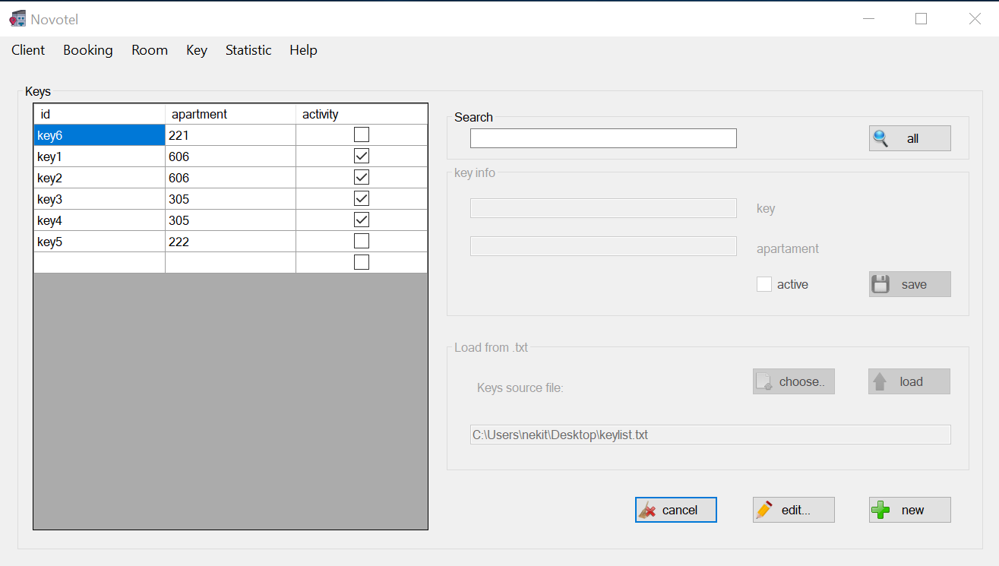 Novotel
Client Booking Room Key Statistic Help
Keys
id apartment activity
key6 221
key1 606
key2 606
key3 305
key4 305
key5 222
Search
all
key info
key
apartament
active
save
Load from .txt
Keys source file:
choose..
load
C:\Users\nekit\Desktop\keylist.txt
cancel
edit...
new